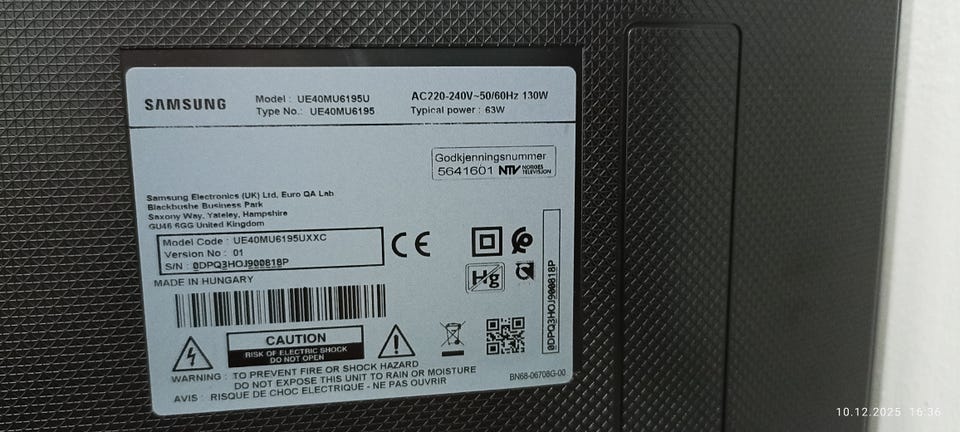 SAMSUNG
Model : UE40MU6195U
Type No.: UE40MU6195
AC220-240V~50/60Hz 130W
Typical power : 63W
Godkjenningsnummer
5641601 NTV NORGES TELEVISJON
Samsung Electronics (UK) Ltd, Euro QA Lab
Blackbushe Business Park
Saxony Way, Yateley, Hampshire
GU46 6GG United Kingdom
Model Code : UE40MU6195UXXC
Version No : 01
S/N : 0DPQ3HOJ900818P
MADE IN HUNGARY
CE
Hg
0DPQ3HOJ900818P
CAUTION
RISK OF ELECTRIC SHOCK
DO NOT OPEN
WARNING : TO PREVENT FIRE OR SHOCK HAZARD
DO NOT EXPOSE THIS UNIT TO RAIN OR MOISTURE
AVIS : RISQUE DE CHOC ELECTRIQUE - NE PAS OUVRIR
BN68-06708G-00
10.12.2025 16:36